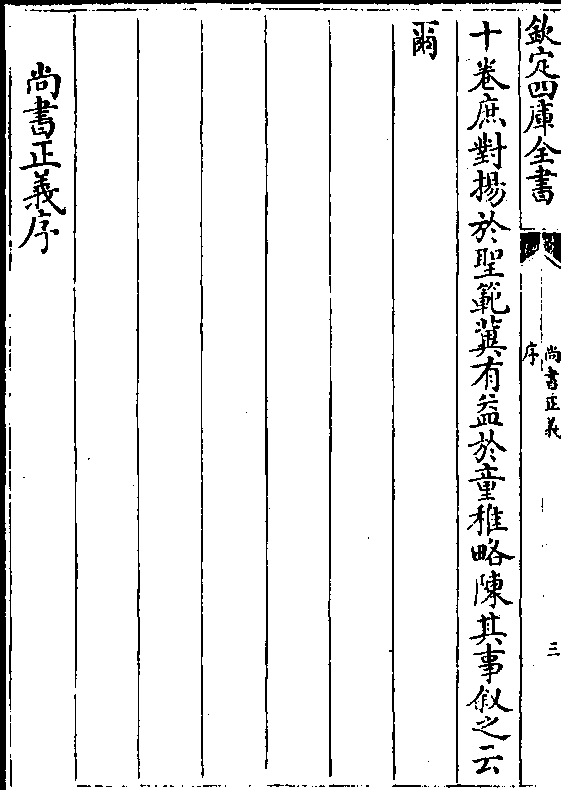 欽定四庫全書
尚書正義
序
三
十卷庶對揚於聖範冀有益於童稚略陳其事叙之云
爾
尚書正義序